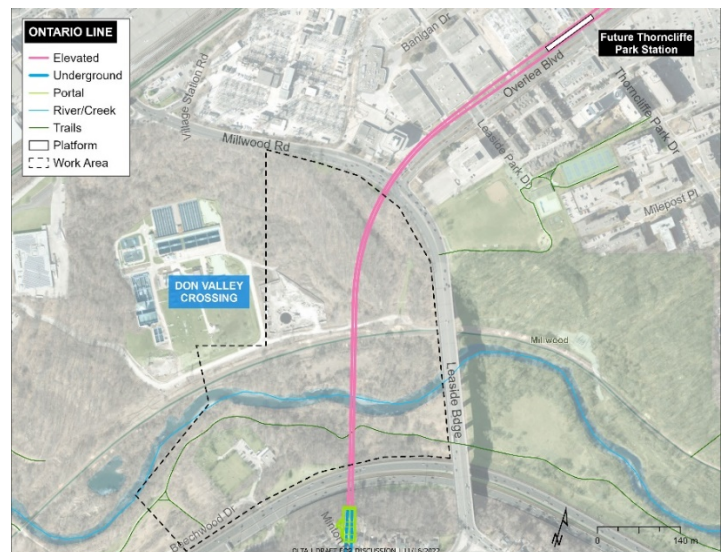 ONTARIO LINE
Elevated
Underground
Portal
River/Creek
Trails
Platform
Work Area
Banigan Dr
Future Thorncliffe
Park Station
Overlea Blvd
Village Station Rd
Thorncliffe Park Dr
Leaside Park Dr
Millwood Rd
Milepost Pl
DON VALLEY
CROSSING
Millwood
Leaside Bdge.
Beechwood Dr
Minton
0 140 m